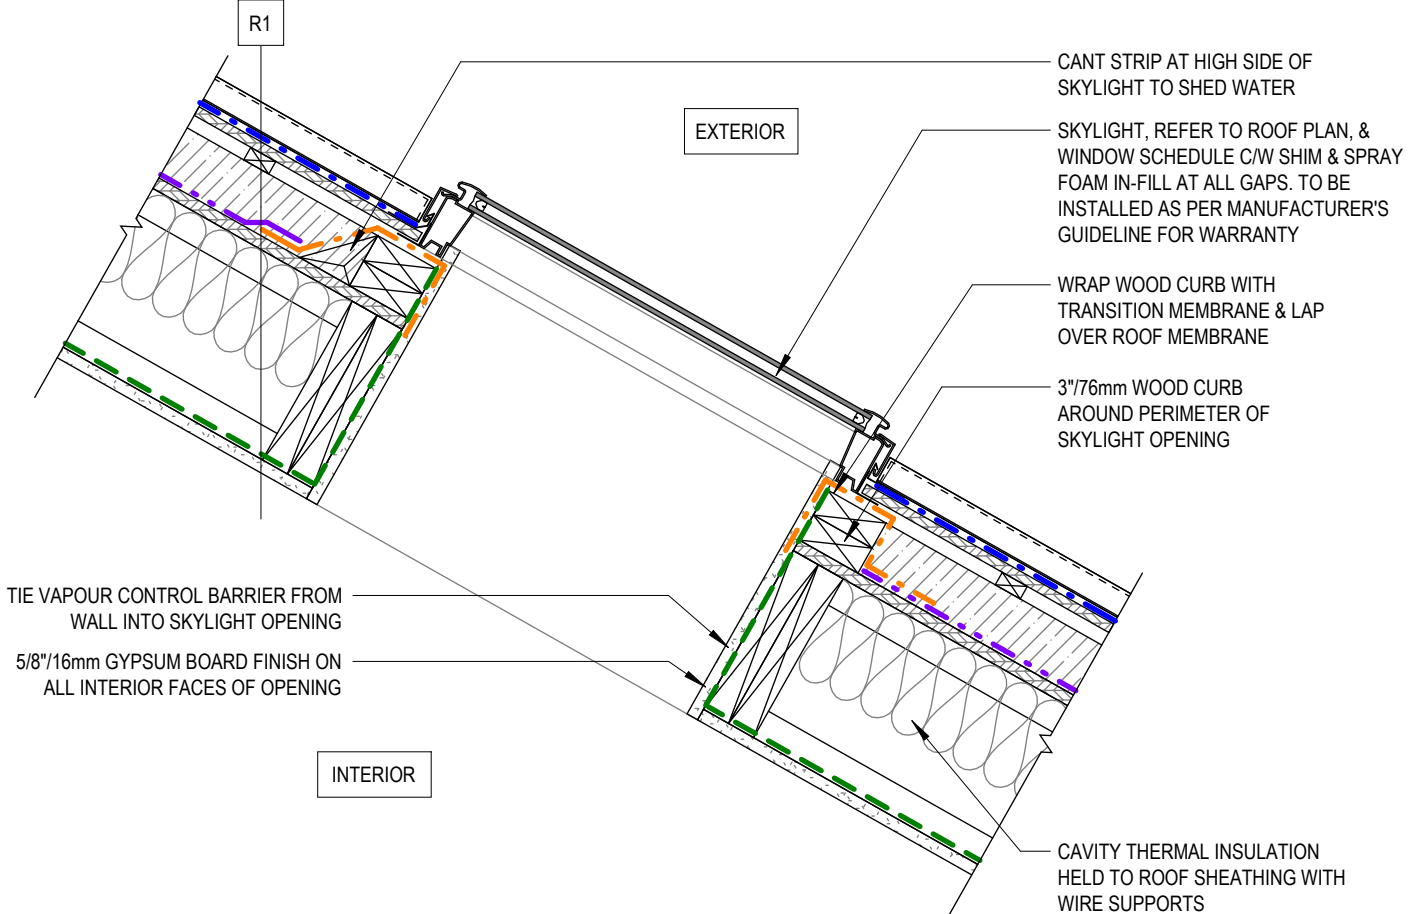 R1
CANT STRIP AT HIGH SIDE OF
SKYLIGHT TO SHED WATER
EXTERIOR
SKYLIGHT, REFER TO ROOF PLAN, &
WINDOW SCHEDULE C/W SHIM & SPRAY
FOAM IN-FILL AT ALL GAPS. TO BE
INSTALLED AS PER MANUFACTURER'S
GUIDELINE FOR WARRANTY
WRAP WOOD CURB WITH
TRANSITION MEMBRANE & LAP
OVER ROOF MEMBRANE
3"/76mm WOOD CURB
AROUND PERIMETER OF
SKYLIGHT OPENING
TIE VAPOUR CONTROL BARRIER FROM
WALL INTO SKYLIGHT OPENING
5/8"/16mm GYPSUM BOARD FINISH ON
ALL INTERIOR FACES OF OPENING
INTERIOR
CAVITY THERMAL INSULATION
HELD TO ROOF SHEATHING WITH
WIRE SUPPORTS